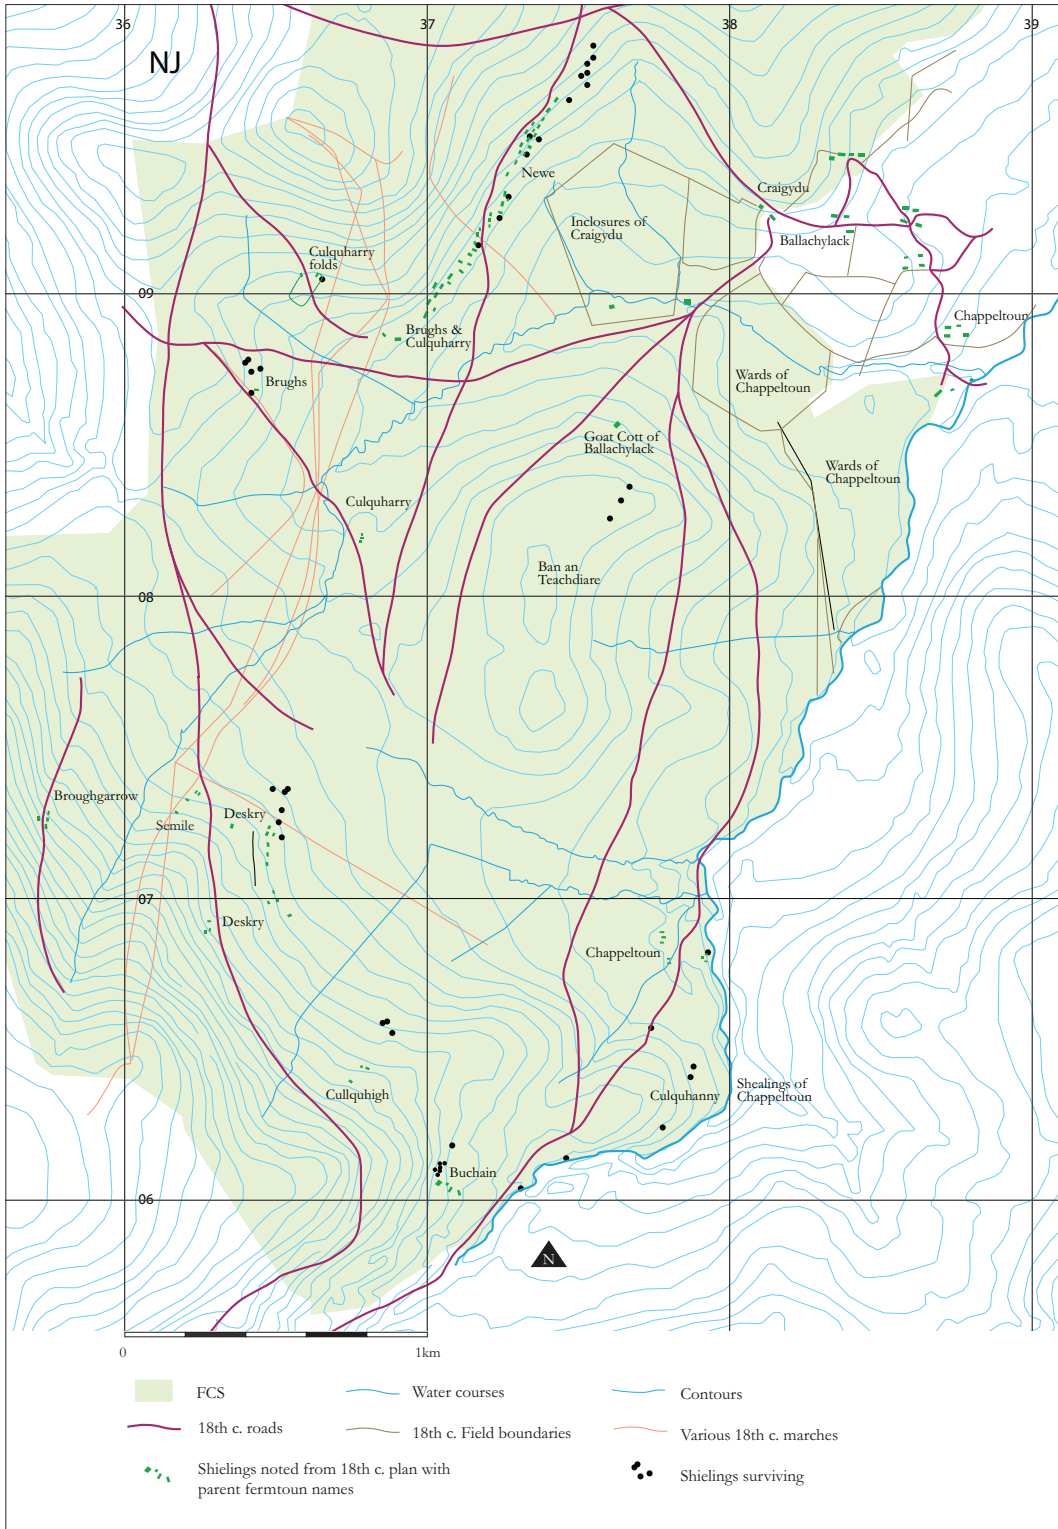 36
37
38
39
NJ
Newe
Craigydu
Inclosures of
Craigydu
Ballachylack
Culquharry
folds
09
Chappeltoun
Brughs &
Culquharry
Brughs
Wards of
Chappeltoun
Goat Cott of
Ballachylack
Wards of
Chappeltoun
Culquharry
Ban an
Teachdiare
08
Broughgarrow
Semile
Deskry
07
Deskry
Chappeltoun
Cullquhigh
Culquhanny
Shealings of
Chappeltoun
Buchain
06
N
0
1km
FCS
Water courses
Contours
18th c. roads
18th c. Field boundaries
Various 18th c. marches
Shielings noted from 18th c. plan with
parent fermtoun names
Shielings surviving